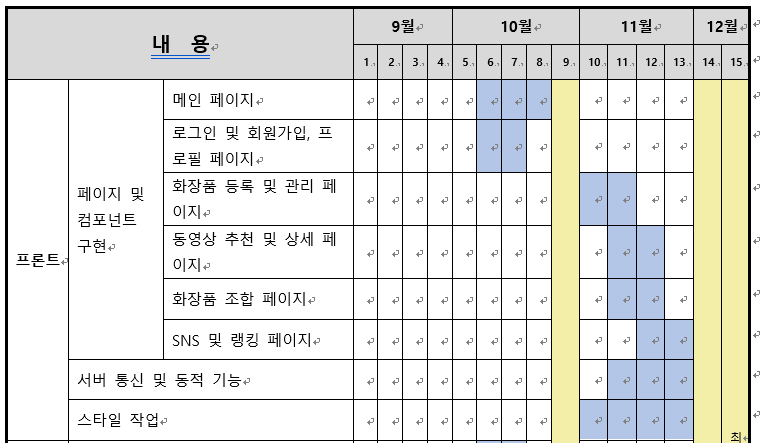 내 용
9월 10월 11월 12월
1 2 3 4 5 6 7 8 9 10 11 12 13 14 15
프론트
페이지 및
컴포넌트
구현
메인 페이지
로그인 및 회원가입, 프
로필 페이지
화장품 등록 및 관리 페
이지
동영상 추천 및 상세 페
이지
화장품 조합 페이지
SNS 및 랭킹 페이지
서버 통신 및 동적 기능
스타일 작업
최